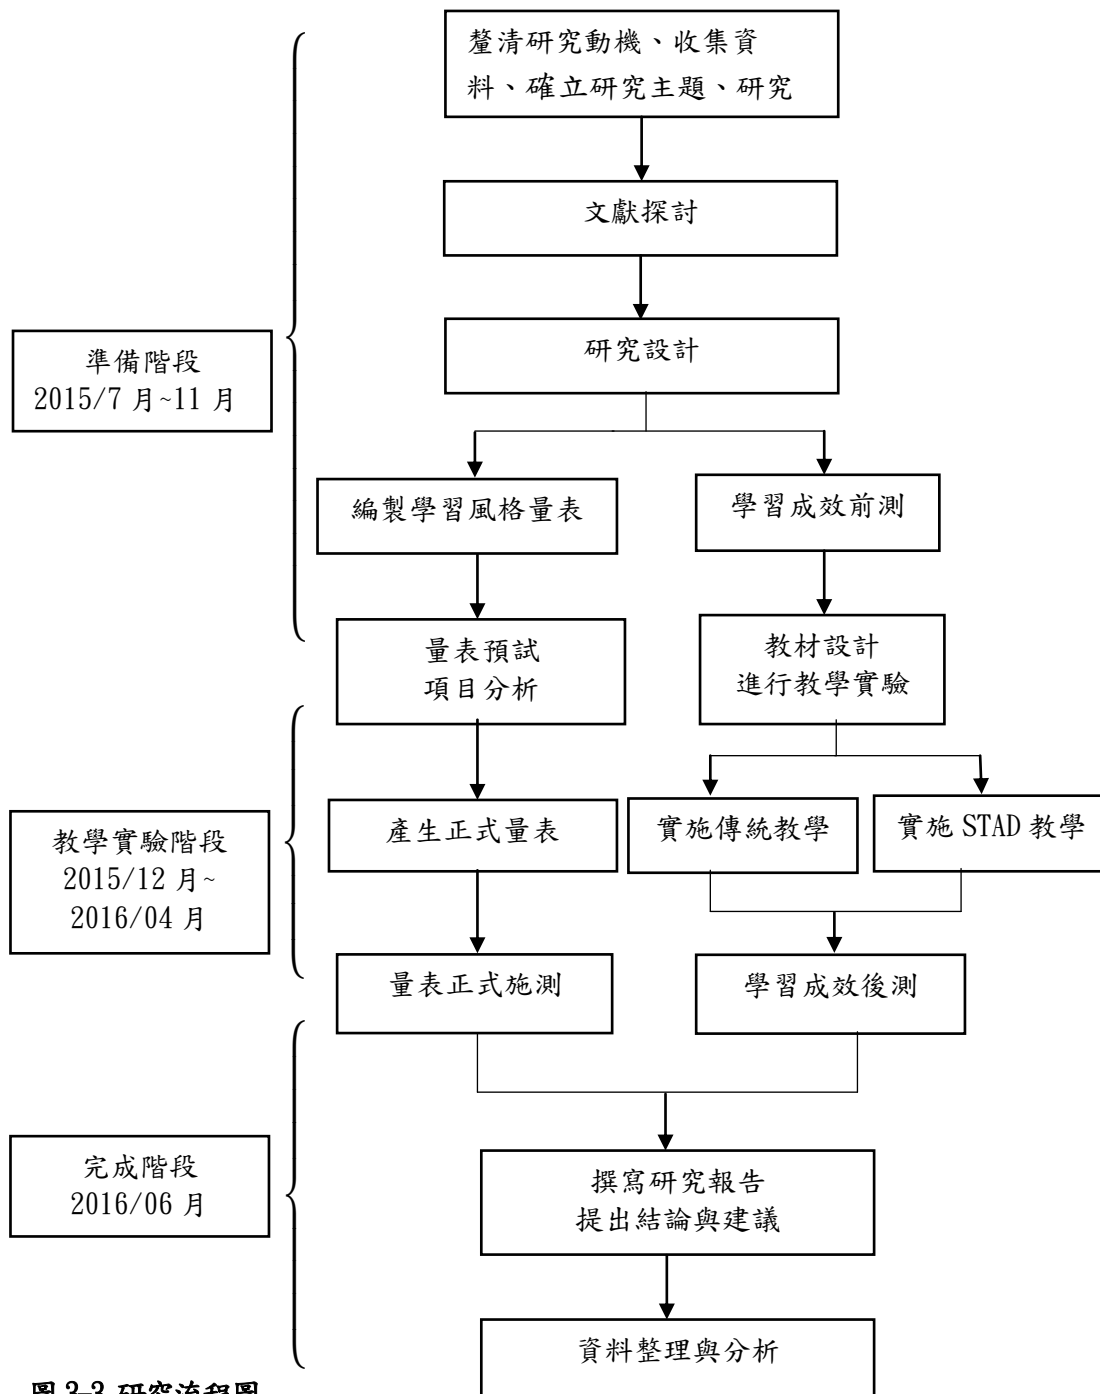 釐清研究動機、收集資
料、確立研究主題、研究
文獻探討
研究設計
準備階段
2015/7 月~11 月
編製學習風格量表
學習成效前測
量表預試
項目分析
教材設計
進行教學實驗
教學實驗階段
2015/12 月~
2016/04 月
產生正式量表
實施傳統教學
實施 STAD 教學
量表正式施測
學習成效後測
完成階段
2016/06 月
撰寫研究報告
提出結論與建議
資料整理與分析
圖 3-3 研究流程圖